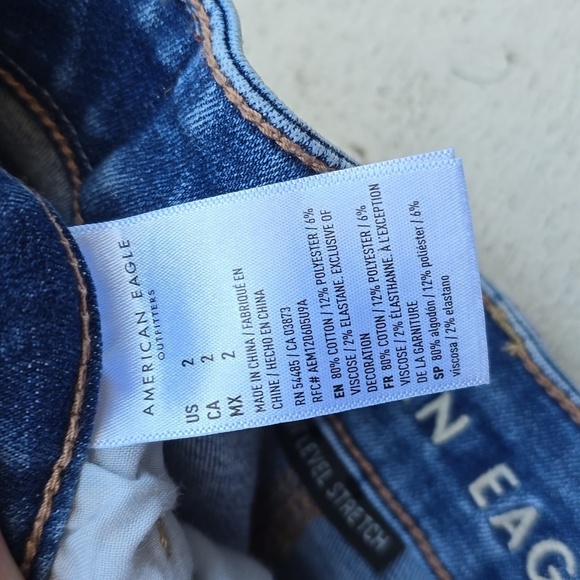 AMERICAN EAGLE
OUTFITTERS
US 2
CA 2
MX 2
MADE IN CHINA / FABRIQUÉ EN
CHINE / HECHO EN CHINA
RN 54485 / CA 03873
RFC# AEM120605U9A
EN 80% COTTON / 12% POLYESTER / 6%
VISCOSE / 2% ELASTANE. EXCLUSIVE OF
DECORATION
FR 80% COTON / 12% POLYESTER / 6%
VISCOSE / 2% ÉLASTHANNE. À L'EXCEPTION
DE LA GARNITURE
SP 80% algodón / 12% poliéster / 6%
viscosa / 2% elastano
LEVEL STRETCH
N EAG